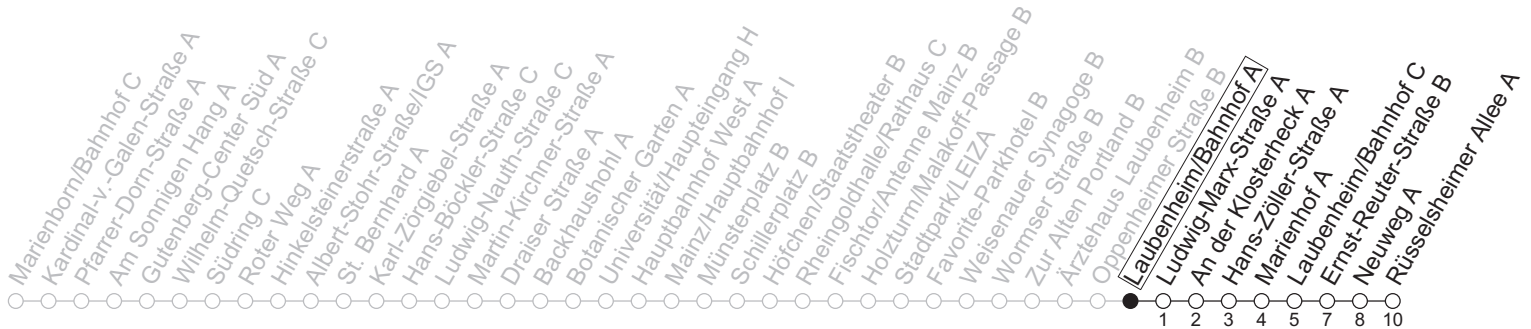 Marienborn/Bahnhof C
Kardinal-v.-Galen-Straße A
Pfarrer-Dorn-Straße A
Am Sonnigen Hang A
Gutenberg-Center Süd A
Wilhelm-Quetsch-Straße C
Südring C
Roter Weg A
Hinkelsteinerstraße A
Albert-Stohr-Straße/IGS A
St. Bernhard A
Karl-Zörgiebel-Straße A
Hans-Böckler-Straße C
Ludwig-Nauth-Straße C
Martin-Kirchner-Straße A
Draiser Straße A
Backhaushohl A
Botanischer Garten A
Universität/Haupteingang H
Hauptbahnhof West A
Mainz/Hauptbahnhof I
Münsterplatz B
Schillerplatz B
Höfchen/Staatstheater B
Rheingoldhalle/Rathaus C
Fischtor/Antenne Mainz B
Holzturm/Malakoff-Passage B
Stadtpark/LEIZA
Favorite-Parkhotel B
Weisenauer Synagoge B
Wormser Straße B
Zur Alten Portland B
Ärztehaus Laubenheim B
Oppenheimer Straße B
Laubenheim/Bahnhof A
Ludwig-Marx-Straße A
An der Klosterheck A
Hans-Zöller-Straße A
Marienhof A
Laubenheim/Bahnhof C
Ernst-Reuter-Straße B
Neuweg A
Rüsselsheimer Allee A
1 2 3 4 5 7 8 10